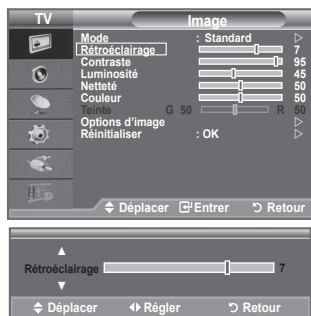 TV Image
Mode : Standard
Rétroéclairage 7
Contraste 95
Luminosité 45
Netteté 50
Couleur 50
Teinte G 50 R 50
Options d'image
Réinitialiser : OK
Déplacer Entrer Retour
Rétroéclairage 7
Déplacer Régler Retour